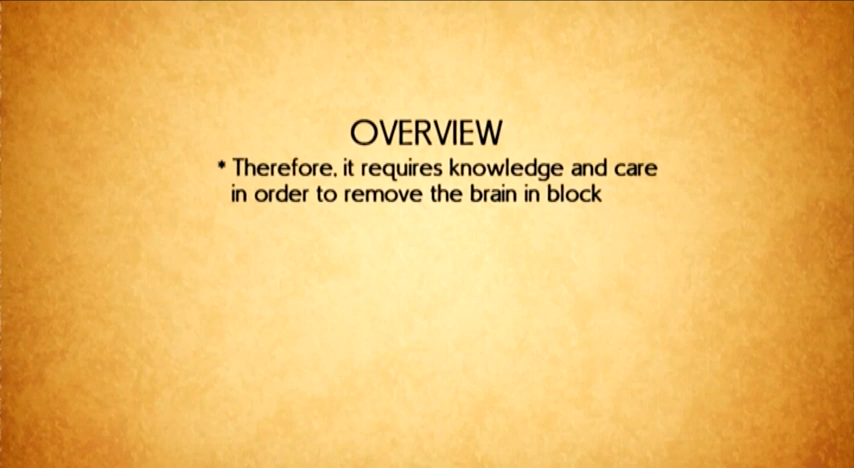 OVERVIEW
* Therefore, it requires knowledge and care
in order to remove the brain in block